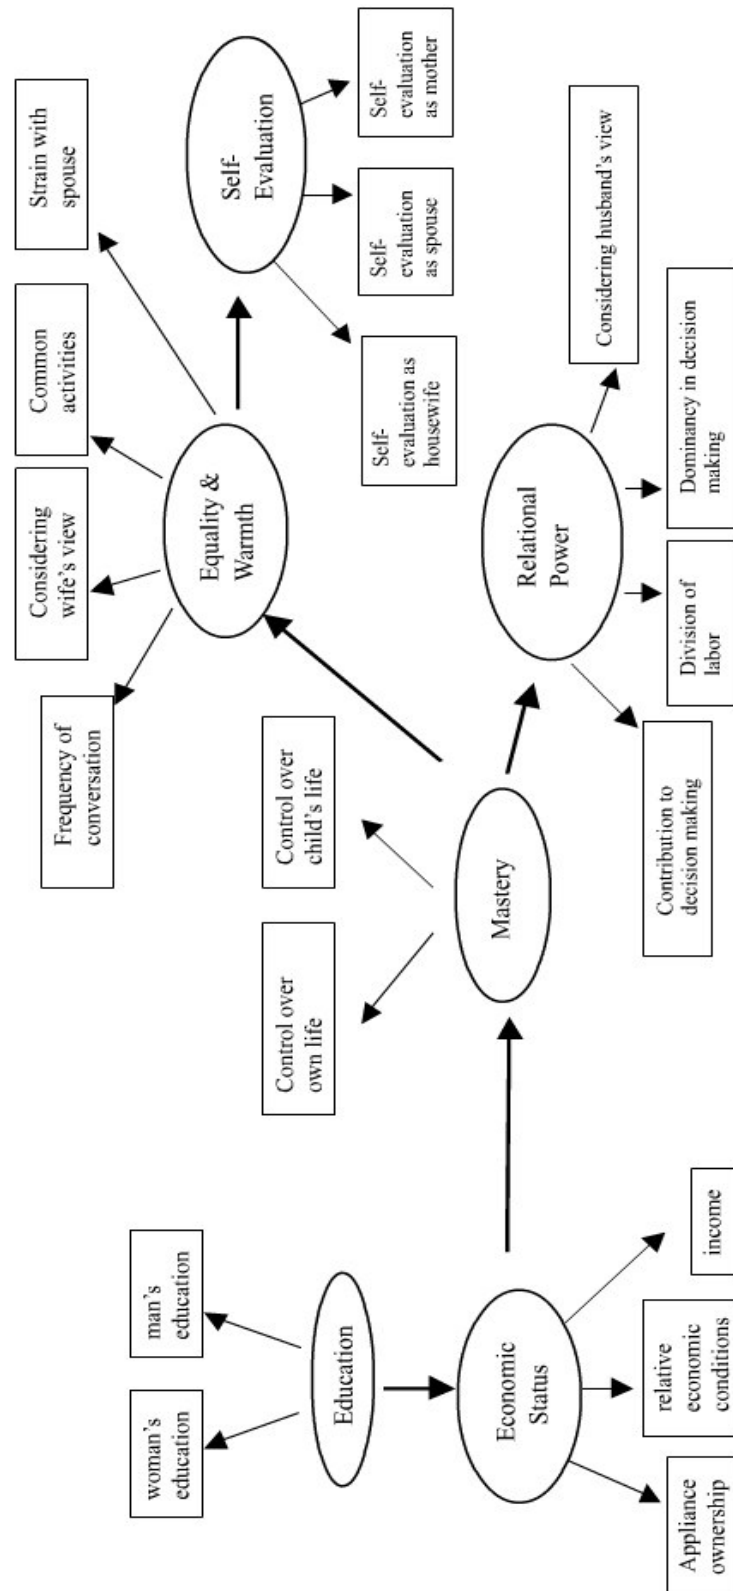 woman's
education
man's
education
Education
Economic
Status
Appliance
ownership
relative
economic
conditions
income
Control over
own life
Control over
child's life
Mastery
Frequency of
conversation
Considering
wife's view
Common
activities
Strain with
spouse
Equality &
Warmth
Self-
Evaluation
Self-
evaluation as
housewife
Self-
evaluation
as spouse
Self-
evaluation
as mother
Relational
Power
Contribution to
decision making
Division of
labor
Dominancy in decision
making
Considering husband's view